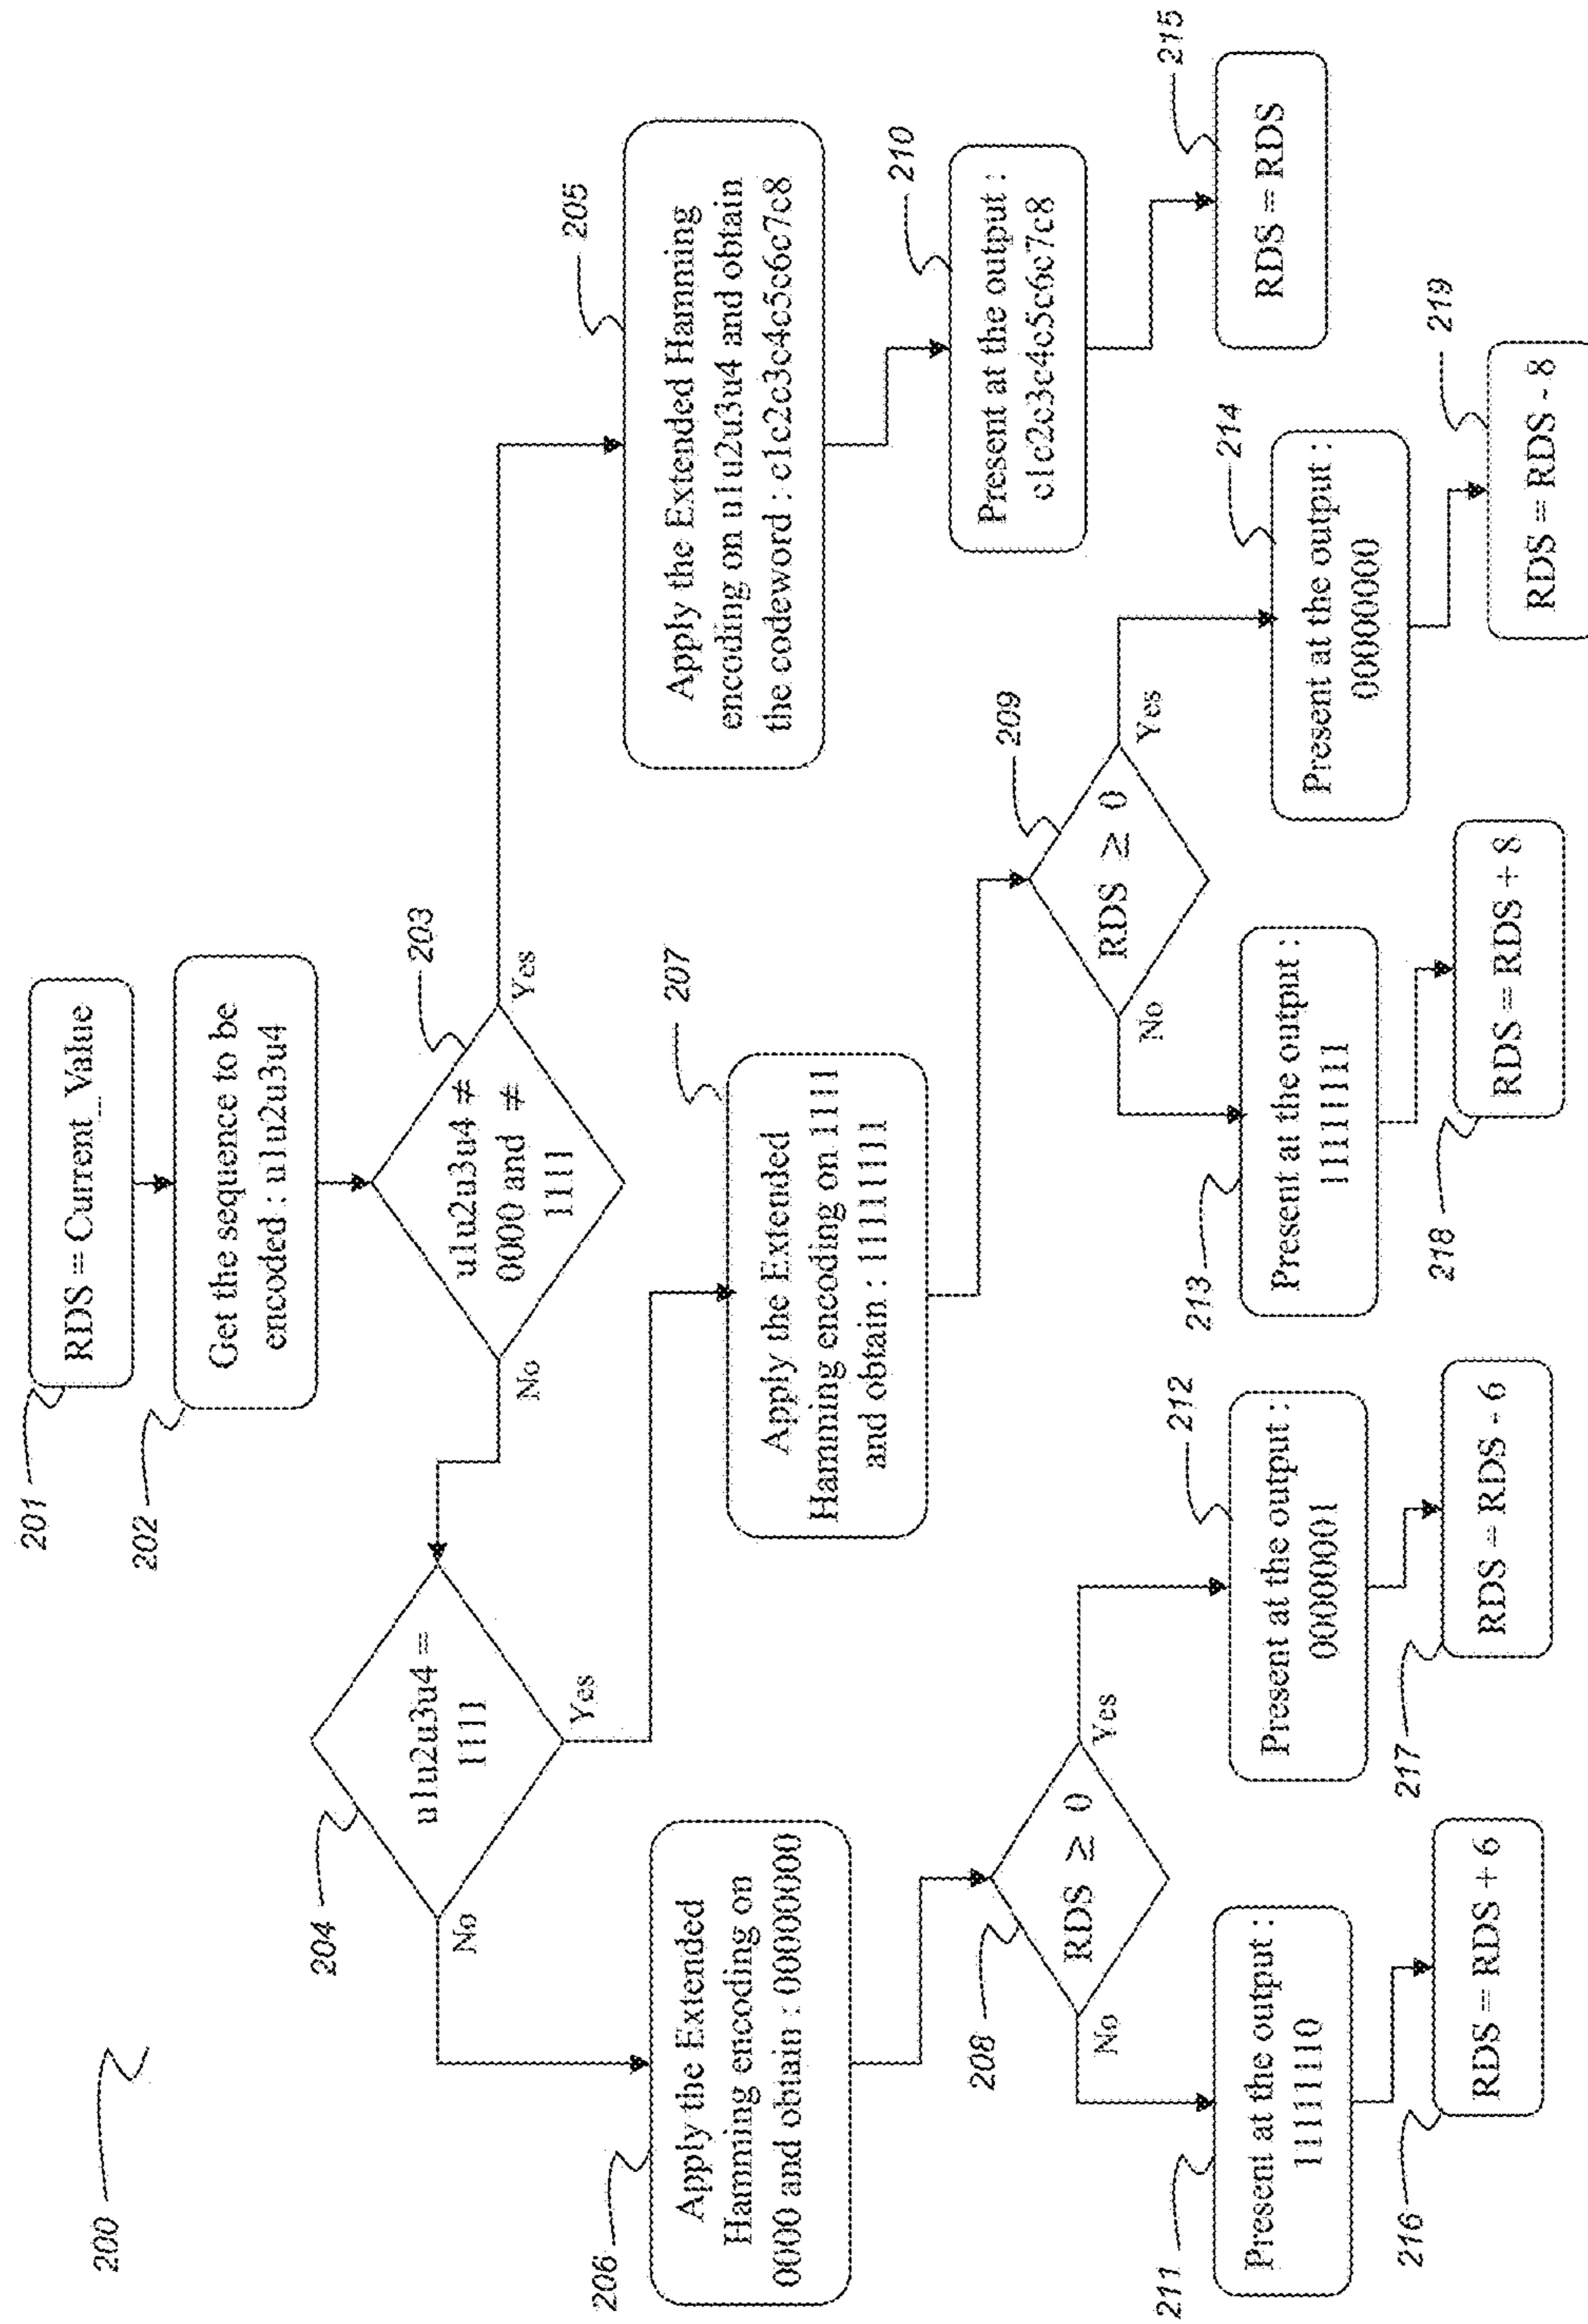 200
201
RDS = Current_Value
202
Get the sequence to be
encoded : u1u2u3u4
203
u1u2u3u4 ≠
0000 and ≠
1111
No
Yes
204
u1u2u3u4 =
1111
No
Yes
205
Apply the Extended Hamming
encoding on u1u2u3u4 and obtain
the codeword : c1c2c3c4c5c6c7c8
206
Apply the Extended
Hamming encoding on
0000 and obtain : 00000000
207
Apply the Extended
Hamming encoding on 1111
and obtain : 11111111
208
RDS ≥ 0
No
Yes
209
RDS ≥ 0
No
Yes
210
Present at the output :
c1c2c3c4c5c6c7c8
211
Present at the output :
11111110
212
Present at the output :
00000001
213
Present at the output :
11111111
214
Present at the output :
00000000
215
RDS = RDS
216
RDS = RDS + 6
217
RDS = RDS - 6
218
RDS = RDS + 8
219
RDS = RDS - 8